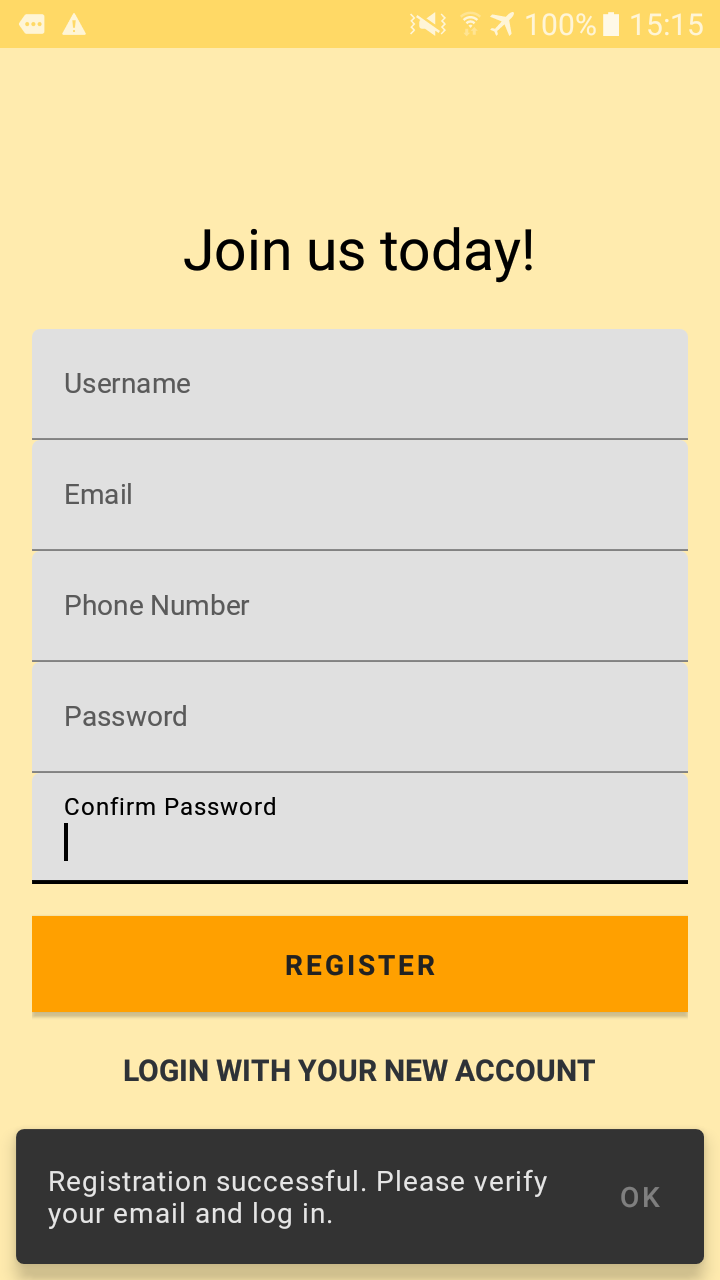 100% 15:15
Join us today!
Username
Email
Phone Number
Password
Confirm Password
REGISTER
LOGIN WITH YOUR NEW ACCOUNT
Registration successful. Please verify
your email and log in.
OK